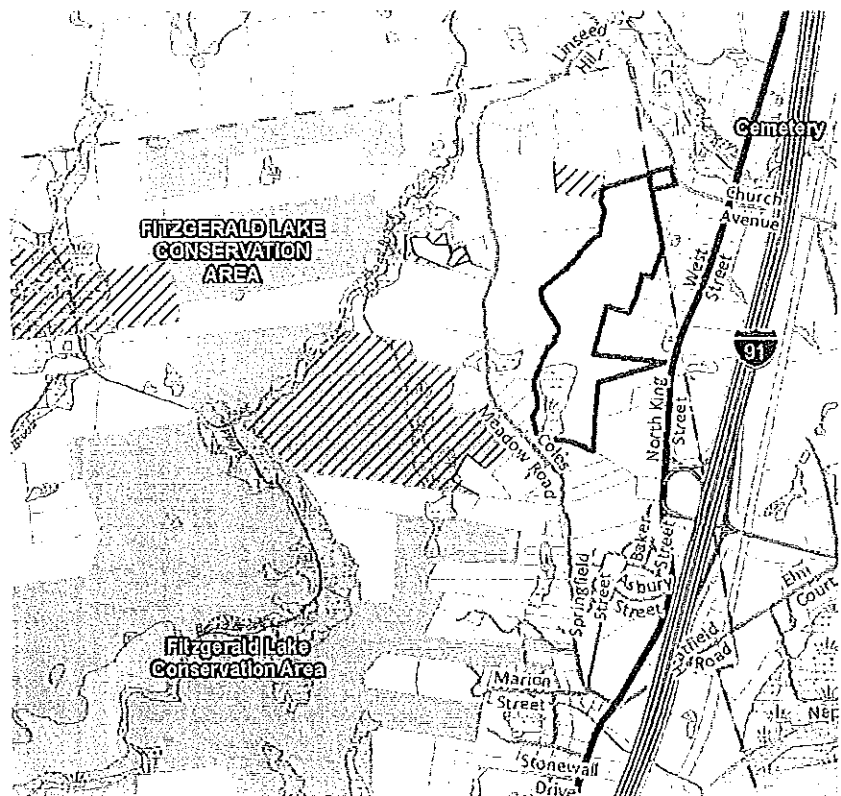 Linseed
Hill
Cemetery
Church
Avenue
FITZGERALD LAKE
CONSERVATION
AREA
West
Street
91
Coles
Meadow Road
North King
Street
Baker
Street
Asbury
Street
Springfield
Street
Elm
Court
Hatfield
Road
Fitzgerald Lake
Conservation Area
Marion
Street
Nep
Stonewall
Drive